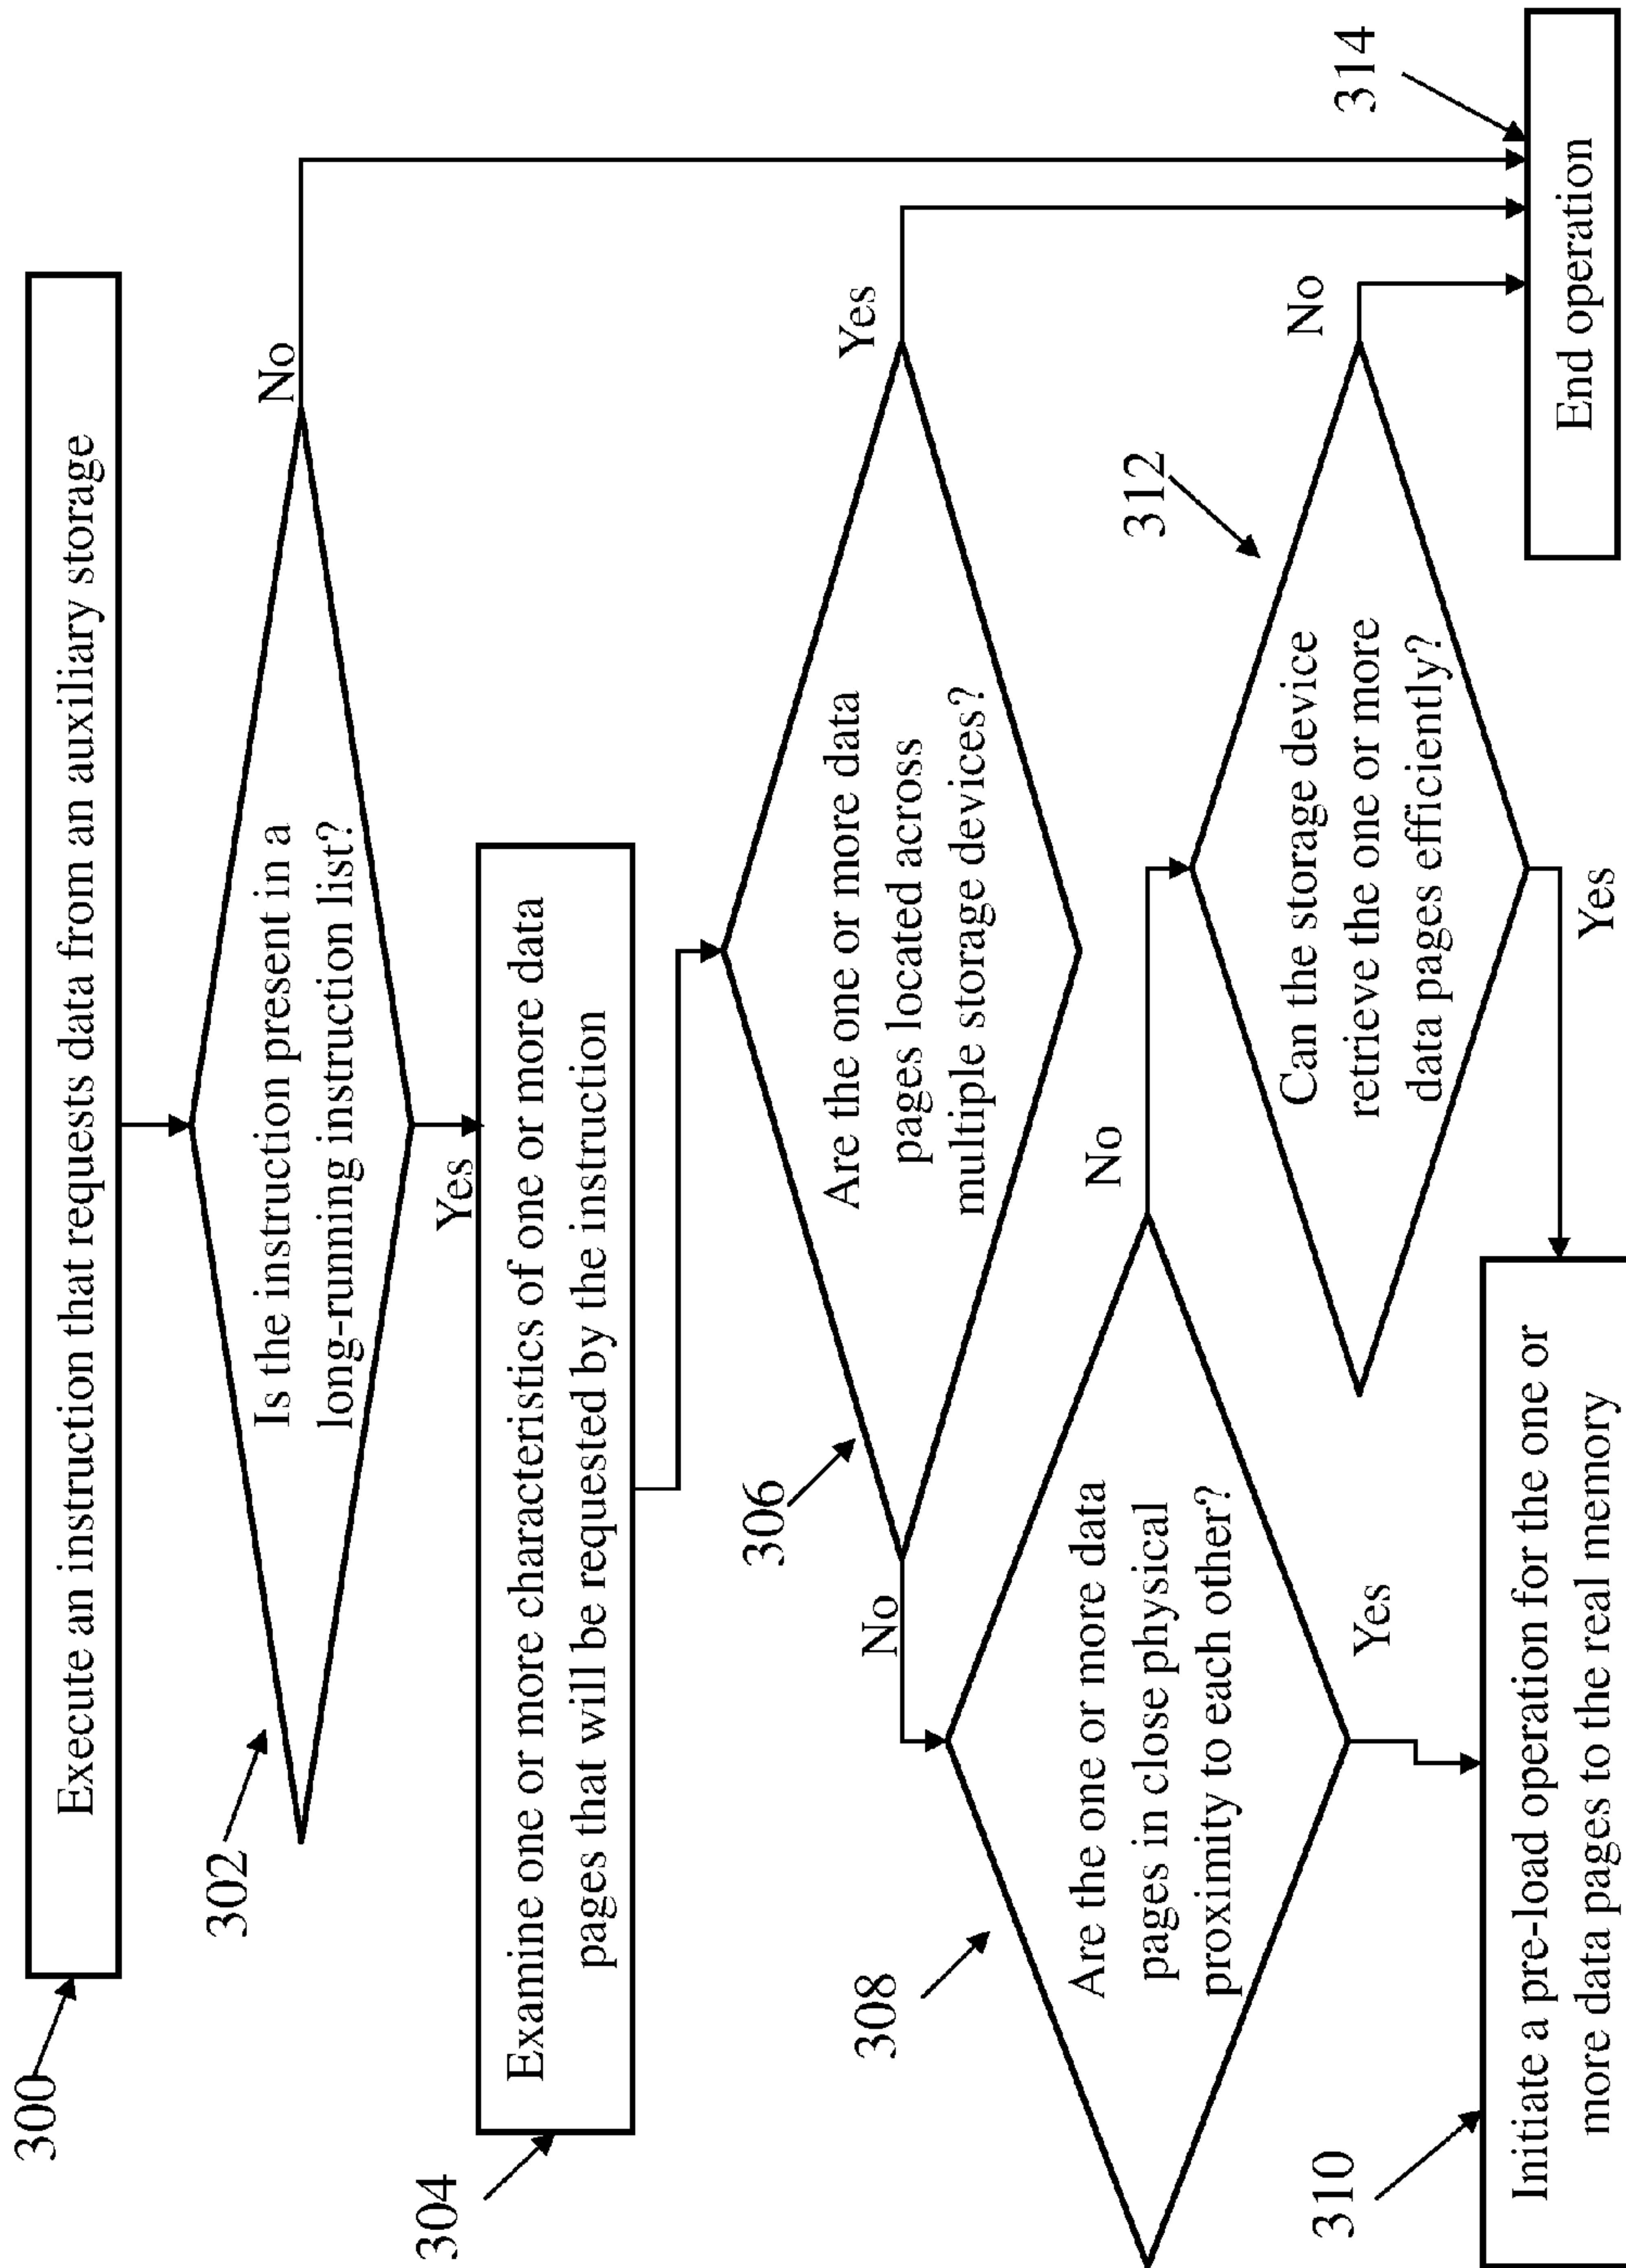 300
Execute an instruction that requests data from an auxiliary storage
302
Is the instruction present in a
long-running instruction list?
No
Yes
304
Examine one or more characteristics of one or more data
pages that will be requested by the instruction
306
Are the one or more data
pages located across
multiple storage devices?
Yes
No
308
Are the one or more data
pages in close physical
proximity to each other?
No
Yes
312
Can the storage device
retrieve the one or more
data pages efficiently?
No
Yes
310
Initiate a pre-load operation for the one or
more data pages to the real memory
314
End operation